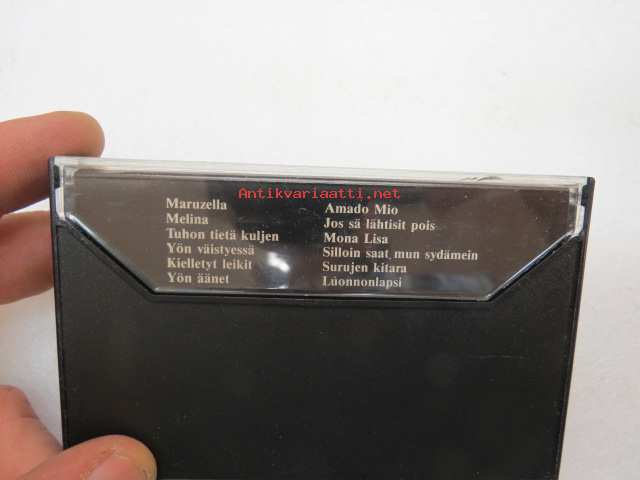 Antikvariaatti.net
Maruzella
Melina
Tuhon tietä kuljen
Yön väistyessä
Kielletyt leikit
Yön äänet
Amado Mio
Jos sä lähtisit pois
Mona Lisa
Silloin saat mun sydämein
Surujen kitara
Luonnonlapsi